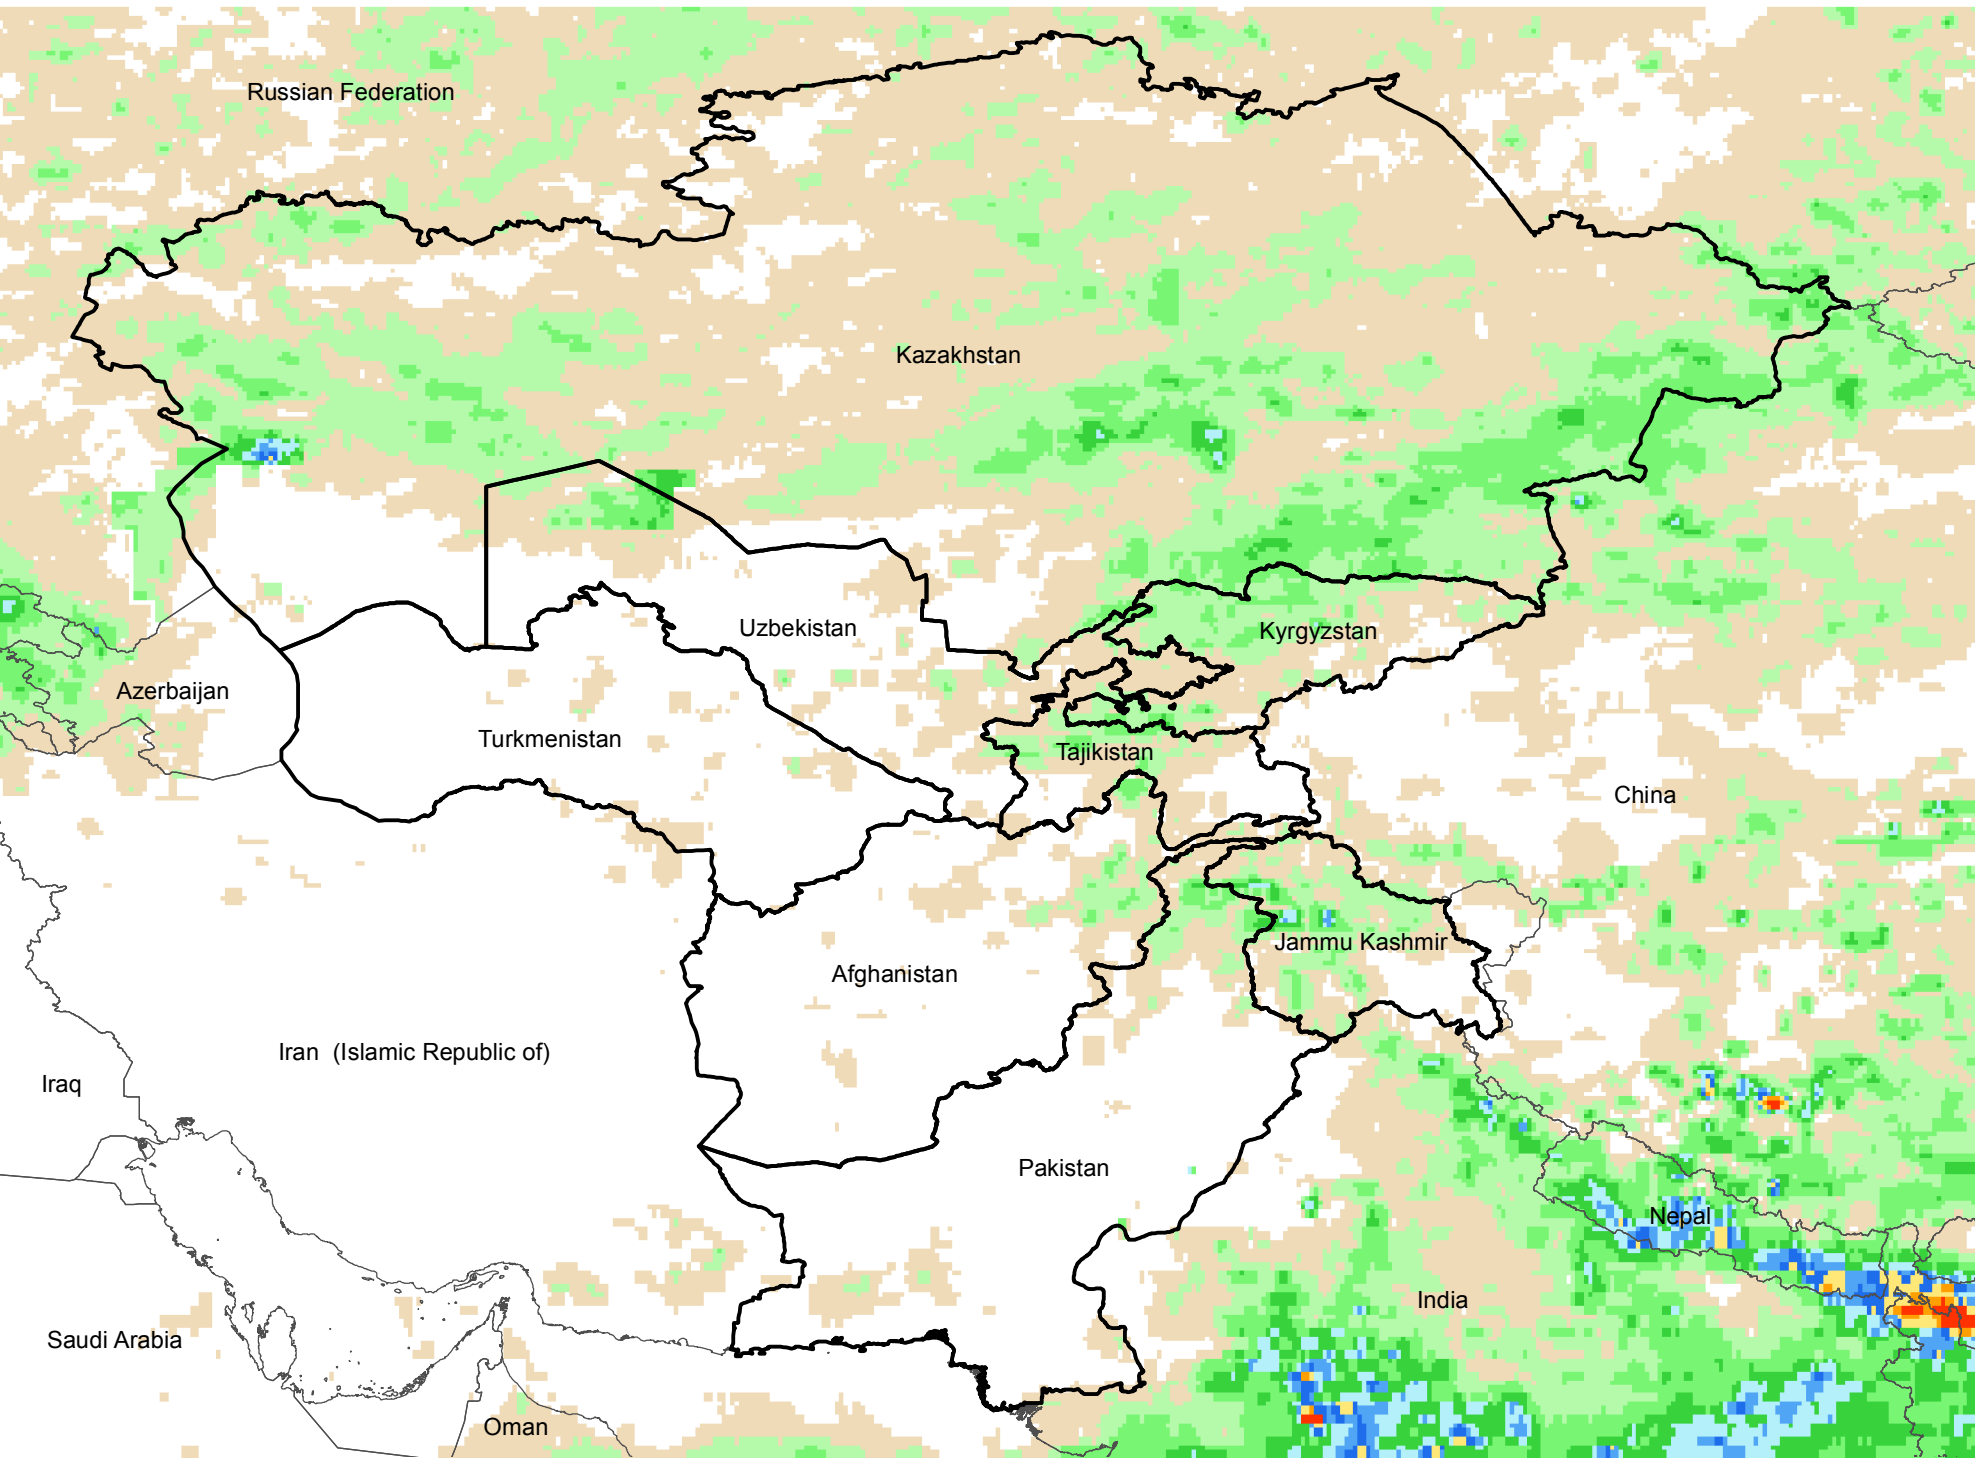 Russian Federation
Kazakhstan
Uzbekistan
Kyrgyzstan
Azerbaijan
Turkmenistan
Tajikistan
China
Jammu Kashmir
Afghanistan
Iran  (Islamic Republic of)
Iraq
Pakistan
Nepal
India
Saudi Arabia
Oman